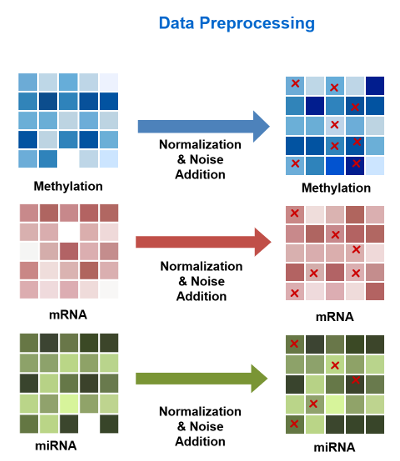 Data Preprocessing
Normalization
& Noise
Addition
Methylation
Methylation
Normalization
& Noise
Addition
mRNA
mRNA
Normalization
& Noise
Addition
miRNA
miRNA